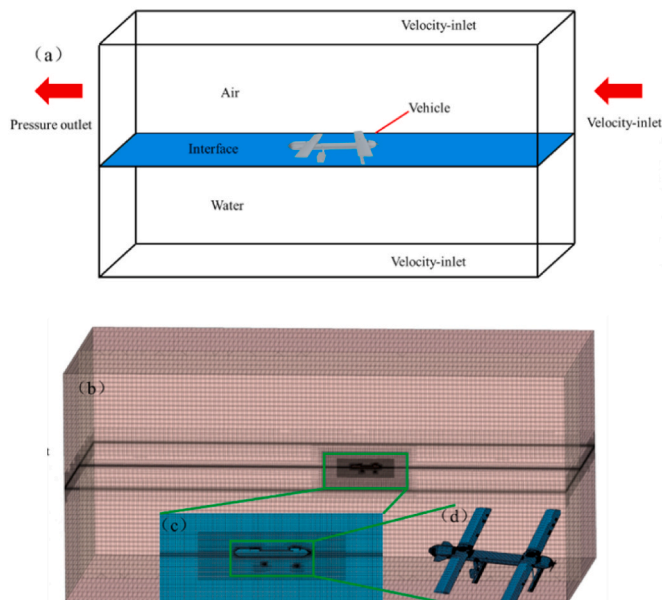 Velocity-inlet
(a)
Air
Vehicle
Pressure outlet
Velocity-inlet
Interface
Water
Velocity-inlet
(b)
t
(c)
(d)